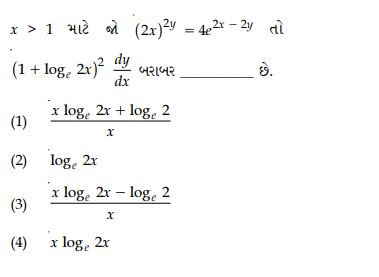 x > 1 માટે જો (2x)^{2y} = 4e^{2x − 2y} તો
(1 + log_e 2x)^2 dy/dx બરાબર __________ છે.
(1) (x log_e 2x + log_e 2)/x
(2) log_e 2x
(3) (x log_e 2x − log_e 2)/x
(4) x log_e 2x